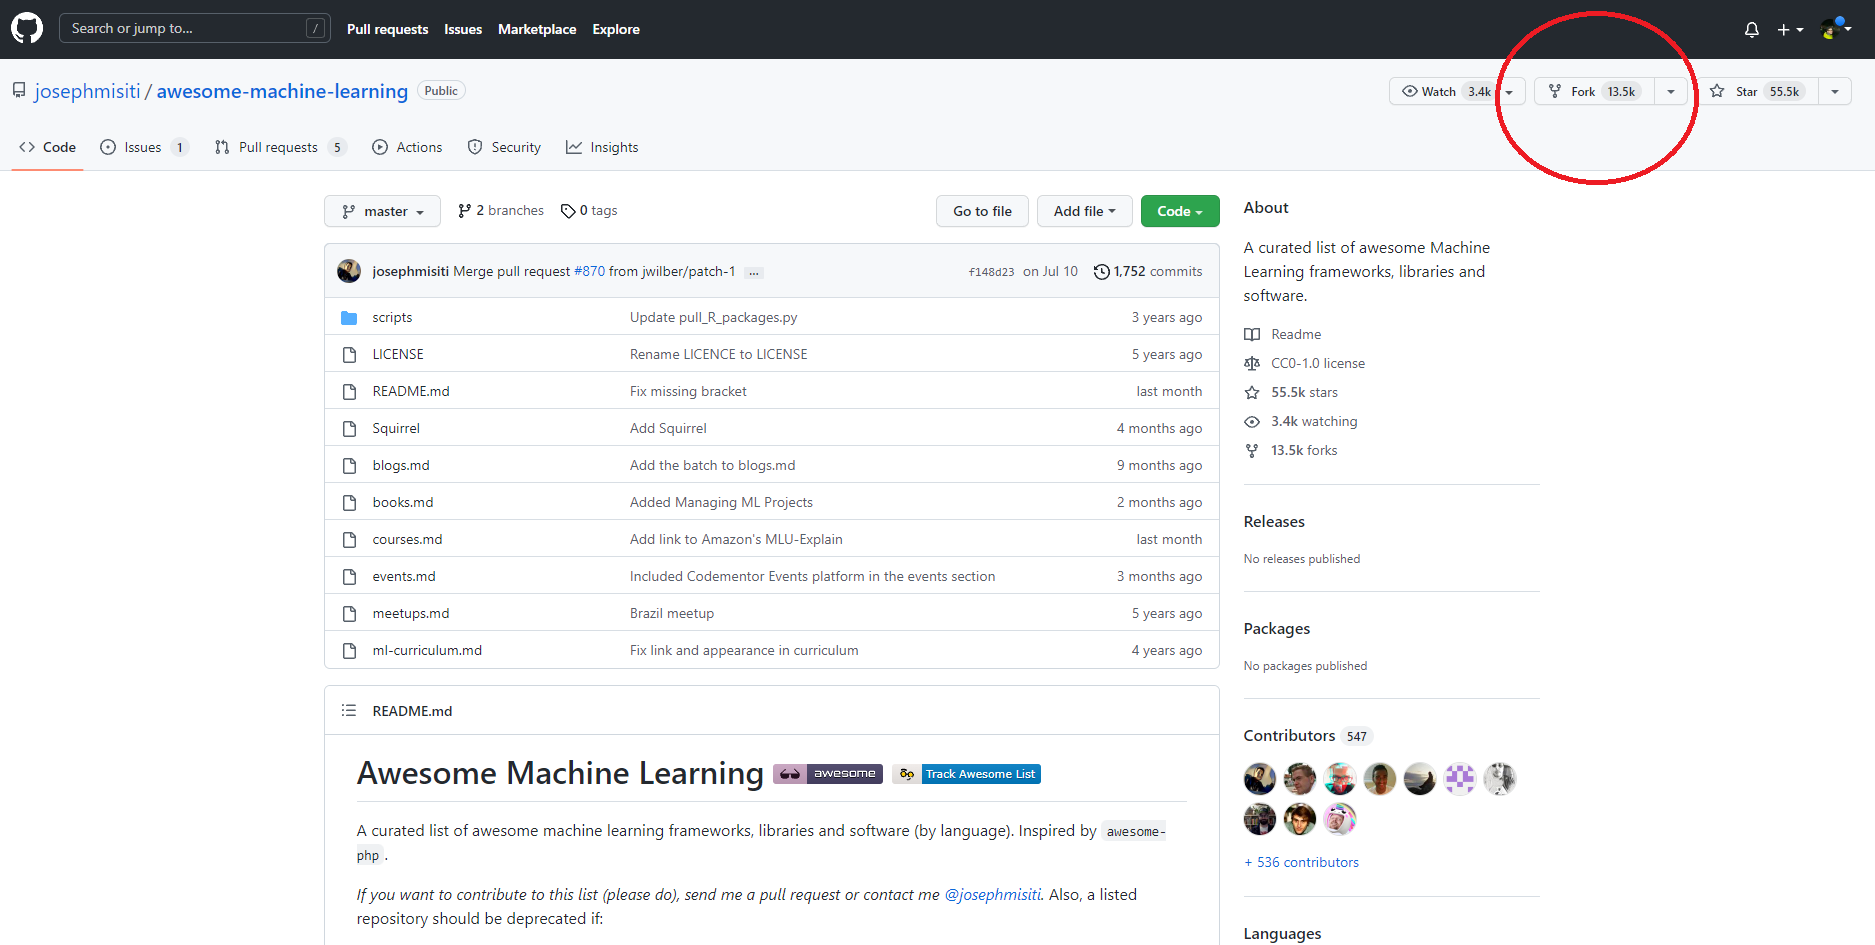 Search or jump to... /
Pull requests Issues Marketplace Explore
josephmisiti / awesome-machine-learning Public
Watch 3.4k Fork 13.5k Star 55.5k
Code Issues 1 Pull requests 5 Actions Security Insights
master 2 branches 0 tags Go to file Add file Code
josephmisiti Merge pull request #870 from jwilber/patch-1 ... f148d23 on Jul 10 1,752 commits
scripts Update pull_R_packages.py 3 years ago
LICENSE Rename LICENCE to LICENSE 5 years ago
README.md Fix missing bracket last month
Squirrel Add Squirrel 4 months ago
blogs.md Add the batch to blogs.md 9 months ago
books.md Added Managing ML Projects 2 months ago
courses.md Add link to Amazon's MLU-Explain last month
events.md Included Codementor Events platform in the events section 3 months ago
meetups.md Brazil meetup 5 years ago
ml-curriculum.md Fix link and appearance in curriculum 4 years ago
README.md
Awesome Machine Learning awesome Track Awesome List
A curated list of awesome machine learning frameworks, libraries and software (by language). Inspired by awesome-
php .
If you want to contribute to this list (please do), send me a pull request or contact me @josephmisiti. Also, a listed
repository should be deprecated if:
About
A curated list of awesome Machine
Learning frameworks, libraries and
software.
Readme
CC0-1.0 license
55.5k stars
3.4k watching
13.5k forks
Releases
No releases published
Packages
No packages published
Contributors 547
+ 536 contributors
Languages